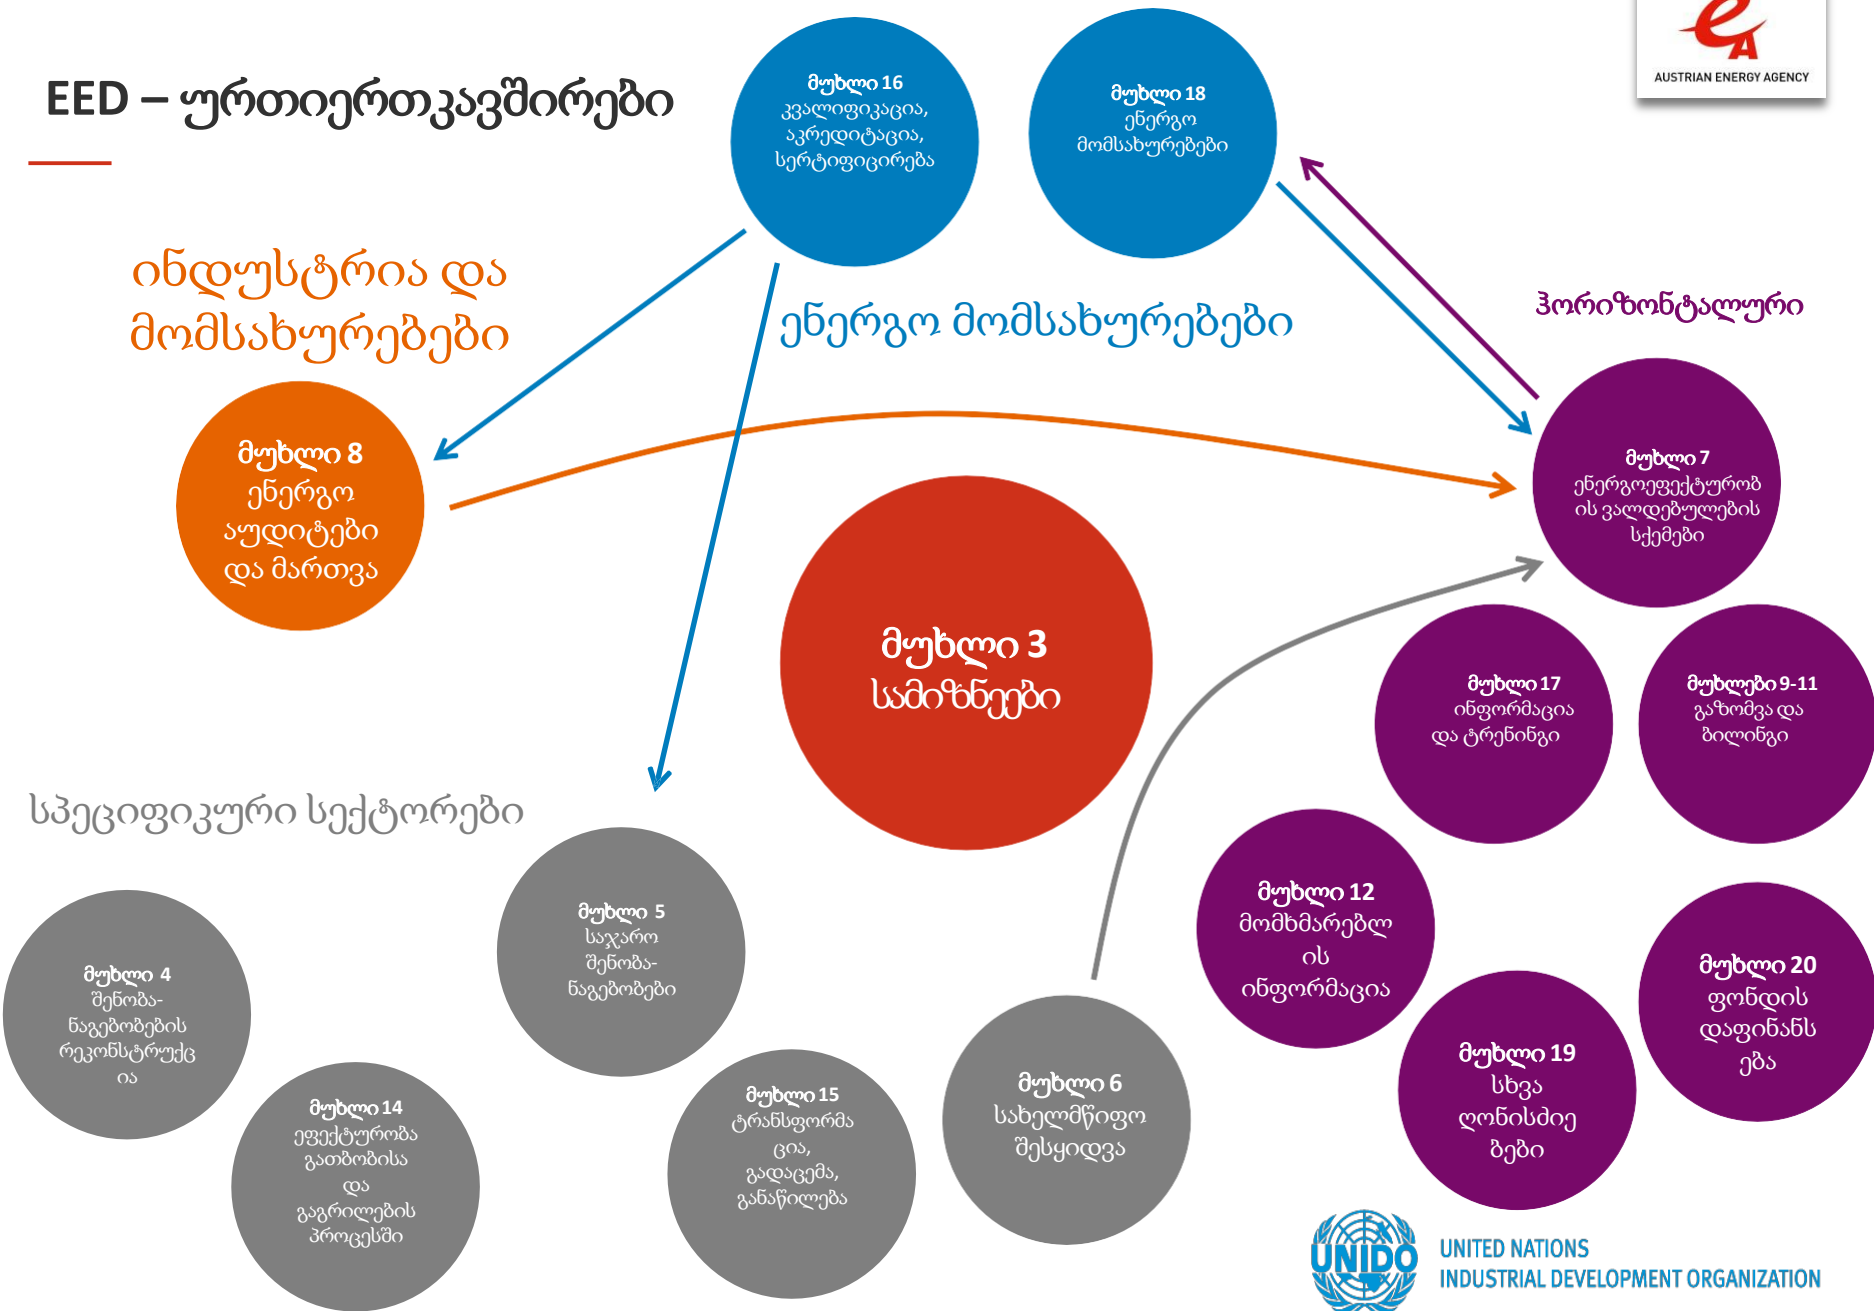 EED – ურთიერთკავშირები
AUSTRIAN ENERGY AGENCY
მუხლი 16
კვალიფიკაცია,
აკრედიტაცია,
სერტიფიცირება
მუხლი 18
ენერგო
მომსახურებები
ინდუსტრია და
მომსახურებები
ენერგო მომსახურებები
ჰორიზონტალური
მუხლი 8
ენერგო
აუდიტები
და მართვა
მუხლი 7
ენერგოეფექტურობ
ის ვალდებულების
სქემები
მუხლი 3
სამიზნეები
მუხლი 17
ინფორმაცია
და ტრენინგი
მუხლები 9-11
გაზომვა და
ბილინგი
სპეციფიკური სექტორები
მუხლი 5
საჯარო
შენობა-
ნაგებობები
მუხლი 12
მომხმარებლ
ის
ინფორმაცია
მუხლი 4
შენობა-
ნაგებობების
რეკონსტრუქც
ია
მუხლი 20
ფონდის
დაფინანს
ება
მუხლი 14
ეფექტურობა
გათბობისა
და
გაგრილების
პროცესში
მუხლი 15
ტრანსფორმა
ცია,
გადაცემა,
განაწილება
მუხლი 6
სახელმწიფო
შესყიდვა
მუხლი 19
სხვა
ღონისძიე
ბები
UNIDO
UNITED NATIONS
INDUSTRIAL DEVELOPMENT ORGANIZATION